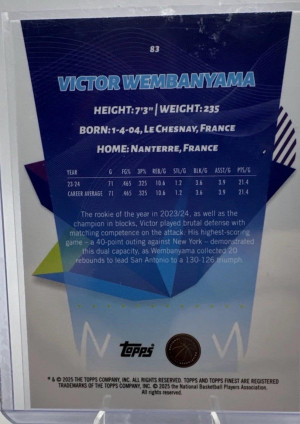 83
VICTOR WEMBANYAMA
HEIGHT: 7'3" | WEIGHT: 235
BORN: 1-4-04, LE CHESNAY, FRANCE
HOME: NANTERRE, FRANCE
YEAR G FG% 3P% REB/G STL/G BLK/G ASST/G PTS/G
23/24 71 .465 .325 10.6 1.2 3.6 3.9 21.4
CAREER AVERAGE 71 .465 .325 10.6 1.2 3.6 3.9 21.4
The rookie of the year in 2023/24, as well as the
champion in blocks, Victor played brutal defense with
matching competence on the attack. His highest-scoring
game – a 40-point outing against New York – demonstrated
this dual capacity, as Wembanyama collected 20
rebounds to lead San Antonio to a 130-126 triumph.
Topps
® & © 2025 THE TOPPS COMPANY, INC. ALL RIGHTS RESERVED. TOPPS AND TOPPS FINEST ARE REGISTERED
TRADEMARKS OF THE TOPPS COMPANY, INC. © 2025 the National Basketball Players Association.
All rights reserved.